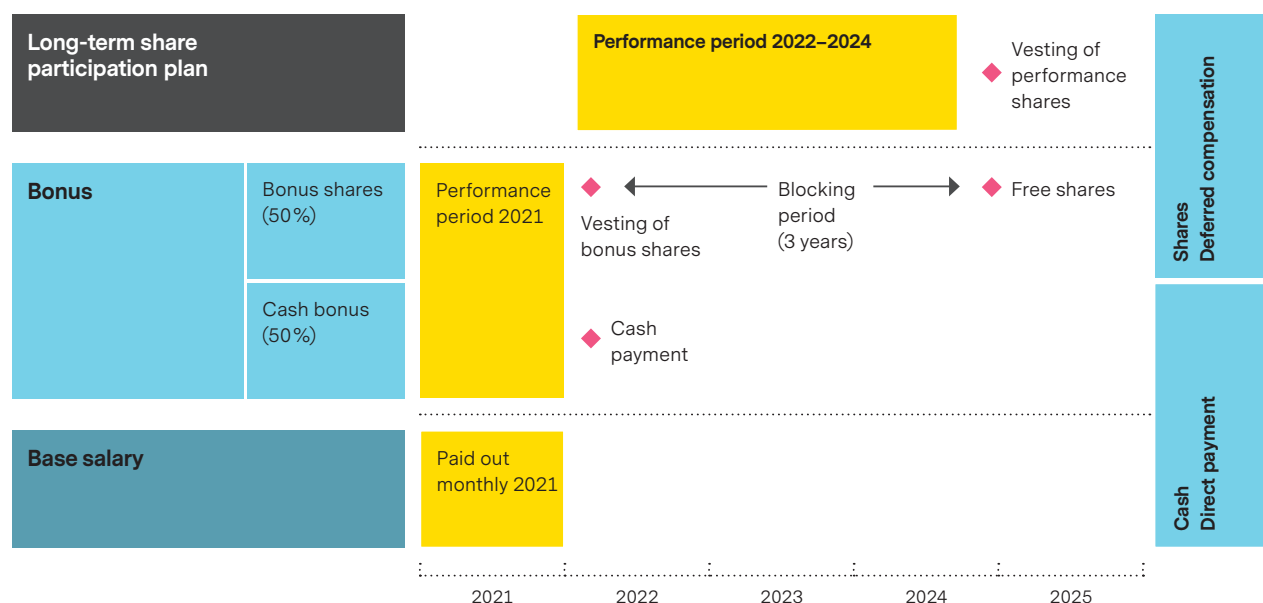 Long-term share
participation plan
Performance period 2022–2024
Vesting of
performance
shares
Bonus
Bonus shares
(50%)
Cash bonus
(50%)
Performance
period 2021
Vesting of
bonus shares
Blocking
period
(3 years)
Free shares
Cash
payment
Base salary
Paid out
monthly 2021
Shares
Deferred compensation
Cash
Direct payment
2021
2022
2023
2024
2025